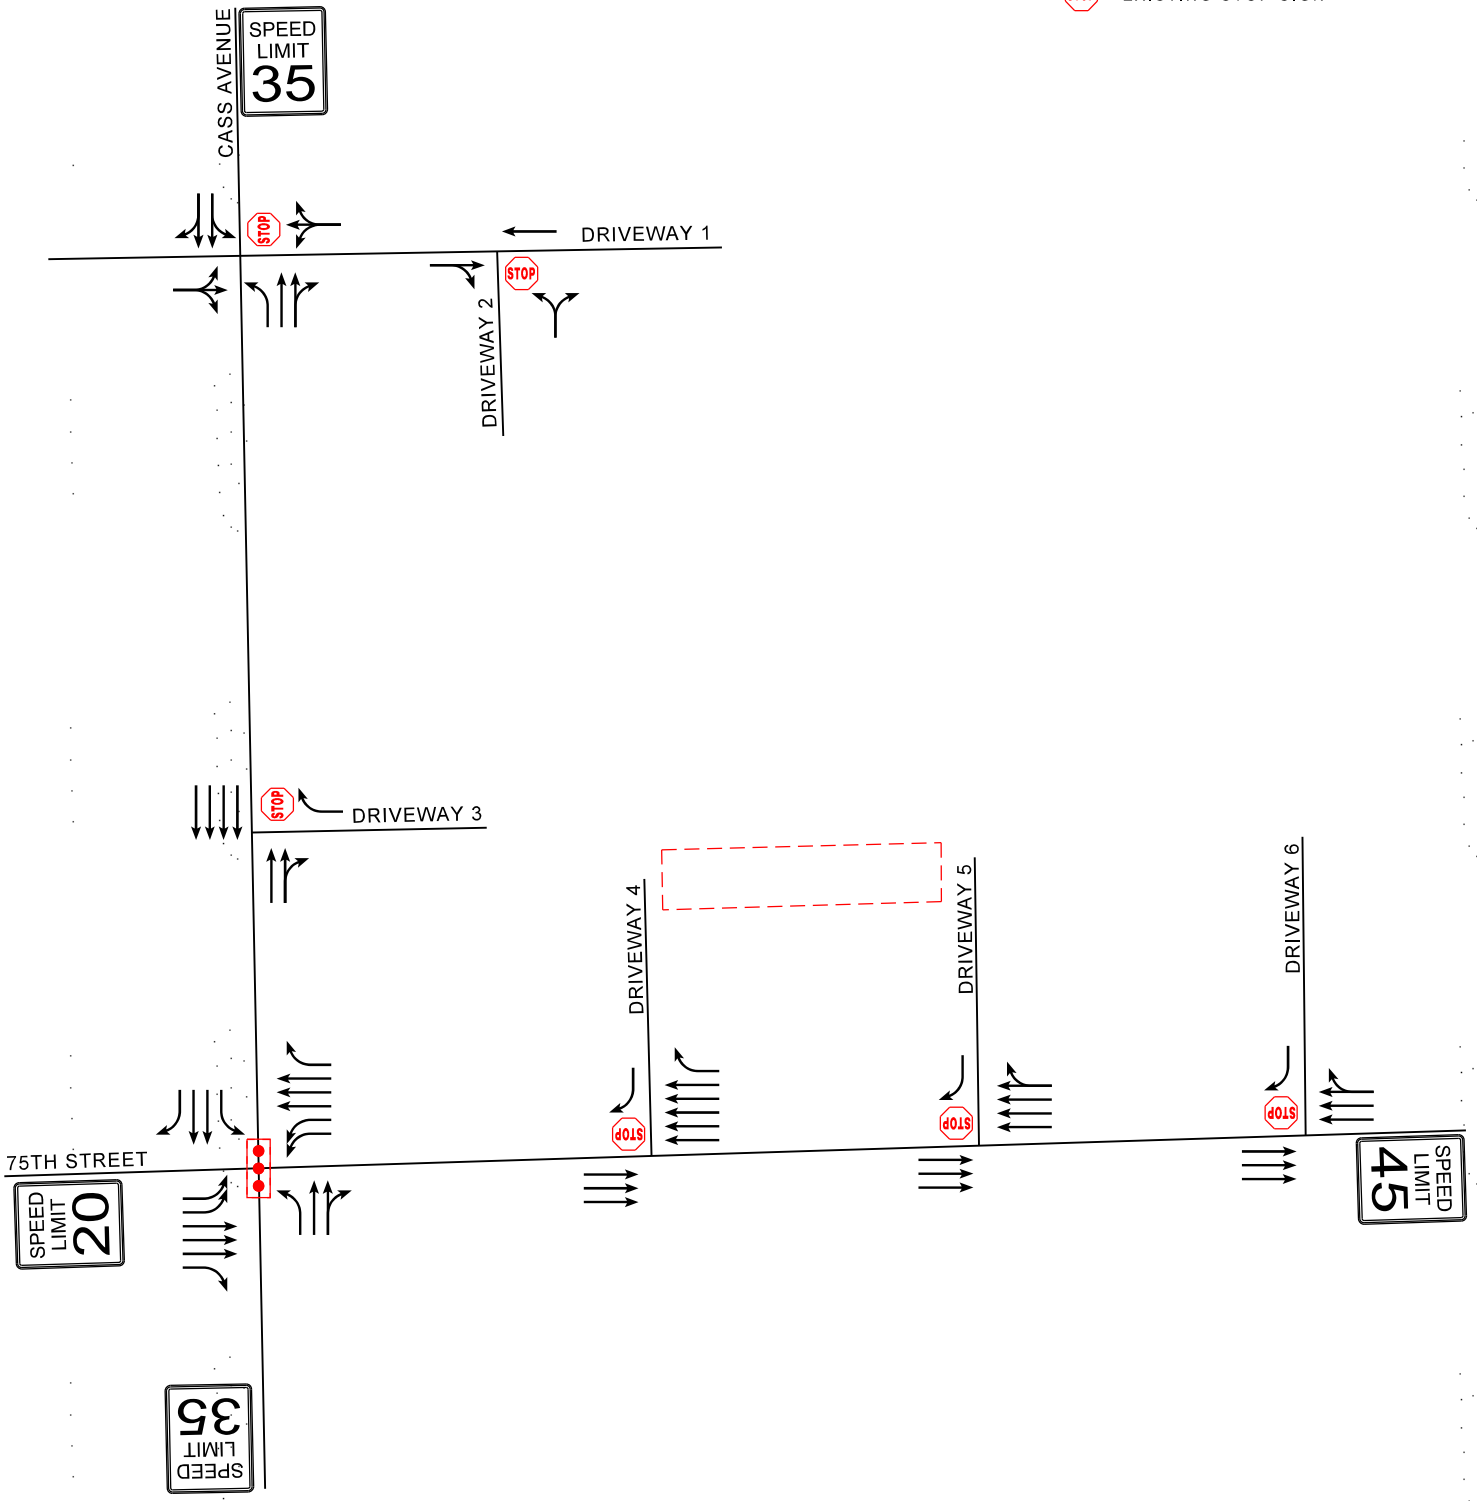 CASS AVENUE
SPEED
LIMIT
35
STOP
DRIVEWAY 1
STOP
DRIVEWAY 2
STOP
DRIVEWAY 3
DRIVEWAY 4
DRIVEWAY 5
DRIVEWAY 6
STOP
STOP
STOP
75TH STREET
SPEED
LIMIT
20
SPEED
LIMIT
45
SPEED
LIMIT
35